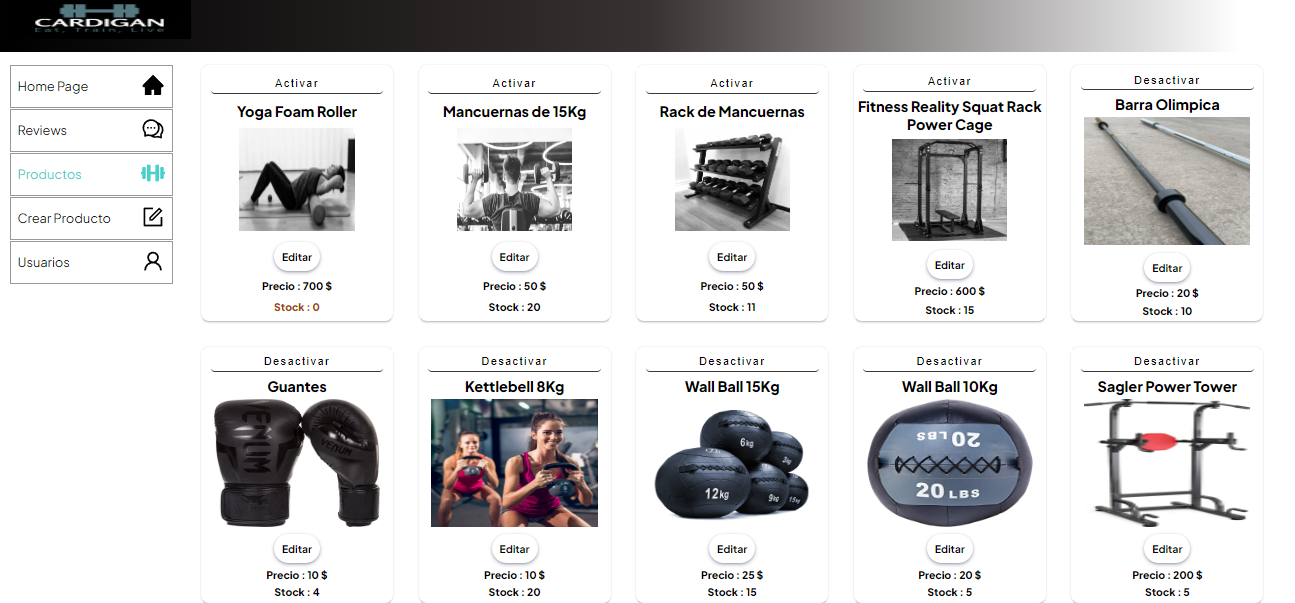 CARDIGAN
Eat, Train, Live
Home Page
Reviews
Productos
Crear Producto
Usuarios
Activar
Yoga Foam Roller
Editar
Precio : 700 $
Stock : 0
Activar
Mancuernas de 15Kg
Editar
Precio : 50 $
Stock : 20
Activar
Rack de Mancuernas
Editar
Precio : 50 $
Stock : 11
Activar
Fitness Reality Squat Rack
Power Cage
Editar
Precio : 600 $
Stock : 15
Desactivar
Barra Olimpica
Editar
Precio : 20 $
Stock : 10
Desactivar
Guantes
VENUM
VENUM
Editar
Precio : 10 $
Stock : 4
Desactivar
Kettlebell 8Kg
Editar
Precio : 10 $
Stock : 20
Desactivar
Wall Ball 15Kg
6kg
3kg
12kg
9kg
15kg
Editar
Precio : 25 $
Stock : 15
Desactivar
Wall Ball 10Kg
20 LBS
20 LBS
Editar
Precio : 20 $
Stock : 5
Desactivar
Sagler Power Tower
Editar
Precio : 200 $
Stock : 5